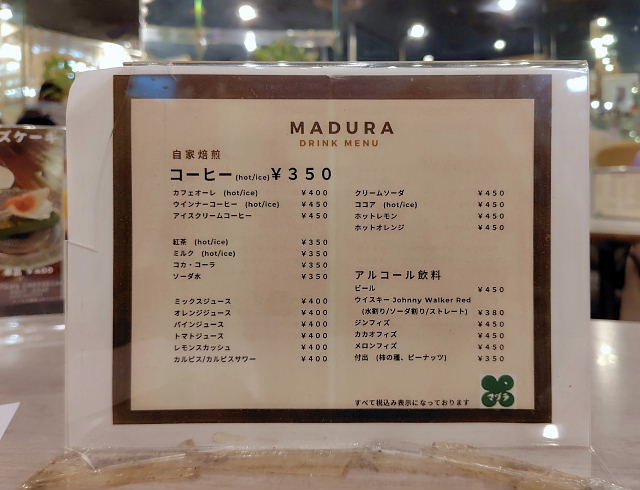 MADURA
DRINK MENU
自家焙煎
コーヒー(hot/ice)¥350
カフェオーレ (hot/ice) ¥400
ウインナーコーヒー (hot/ice) ¥450
アイスクリームコーヒー ¥450
紅茶 (hot/ice) ¥350
ミルク (hot/ice) ¥350
コカ・コーラ ¥350
ソーダ水 ¥350
ミックスジュース ¥400
オレンジジュース ¥400
パインジュース ¥400
トマトジュース ¥400
レモンスカッシュ ¥400
カルピス/カルピスサワー ¥400
クリームソーダ ¥450
ココア (hot/ice) ¥450
ホットレモン ¥450
ホットオレンジ ¥450
アルコール飲料
ビール ¥450
ウイスキー Johnny Walker Red
(水割り/ソーダ割り/ストレート) ¥380
ジンフィズ ¥450
カカオフィズ ¥450
メロンフィズ ¥450
付出 (柿の種、ピーナッツ) ¥350
すべて税込み表示になっております
マヅラ
スケーキ